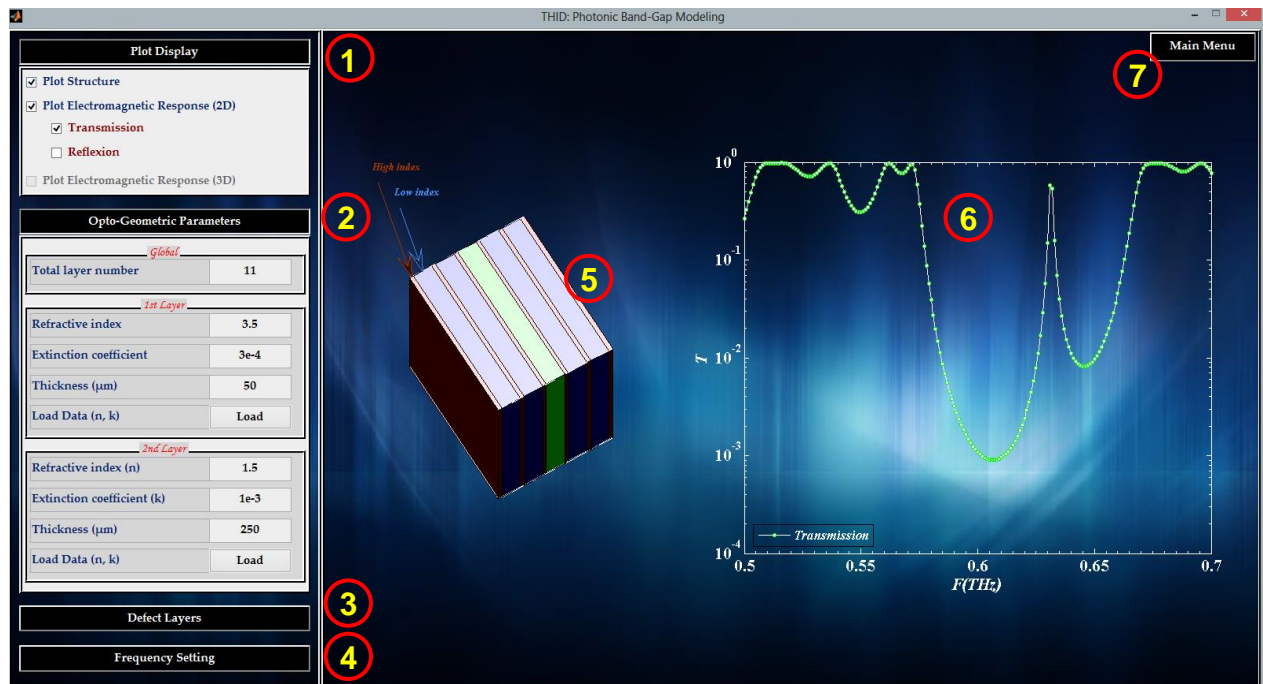 THID: Photonic Band-Gap Modeling
Plot Display
1
Main Menu
7
Plot Structure
Plot Electromagnetic Response (2D)
Transmission
Reflexion
Plot Electromagnetic Response (3D)
2
Opto-Geometric Parameters
Global
Total layer number 11
1st Layer
Refractive index 3.5
Extinction coefficient 3e-4
Thickness (μm) 50
Load Data (n, k) Load
2nd Layer
Refractive index (n) 1.5
Extinction coefficient (k) 1e-3
Thickness (μm) 250
Load Data (n, k) Load
3
Defect Layers
4
Frequency Setting
High index
Low index
5
6
10^0
10^-1
10^-2
10^-3
10^-4
T
Transmission
0.5 0.55 0.6 0.65 0.7
F(THz)